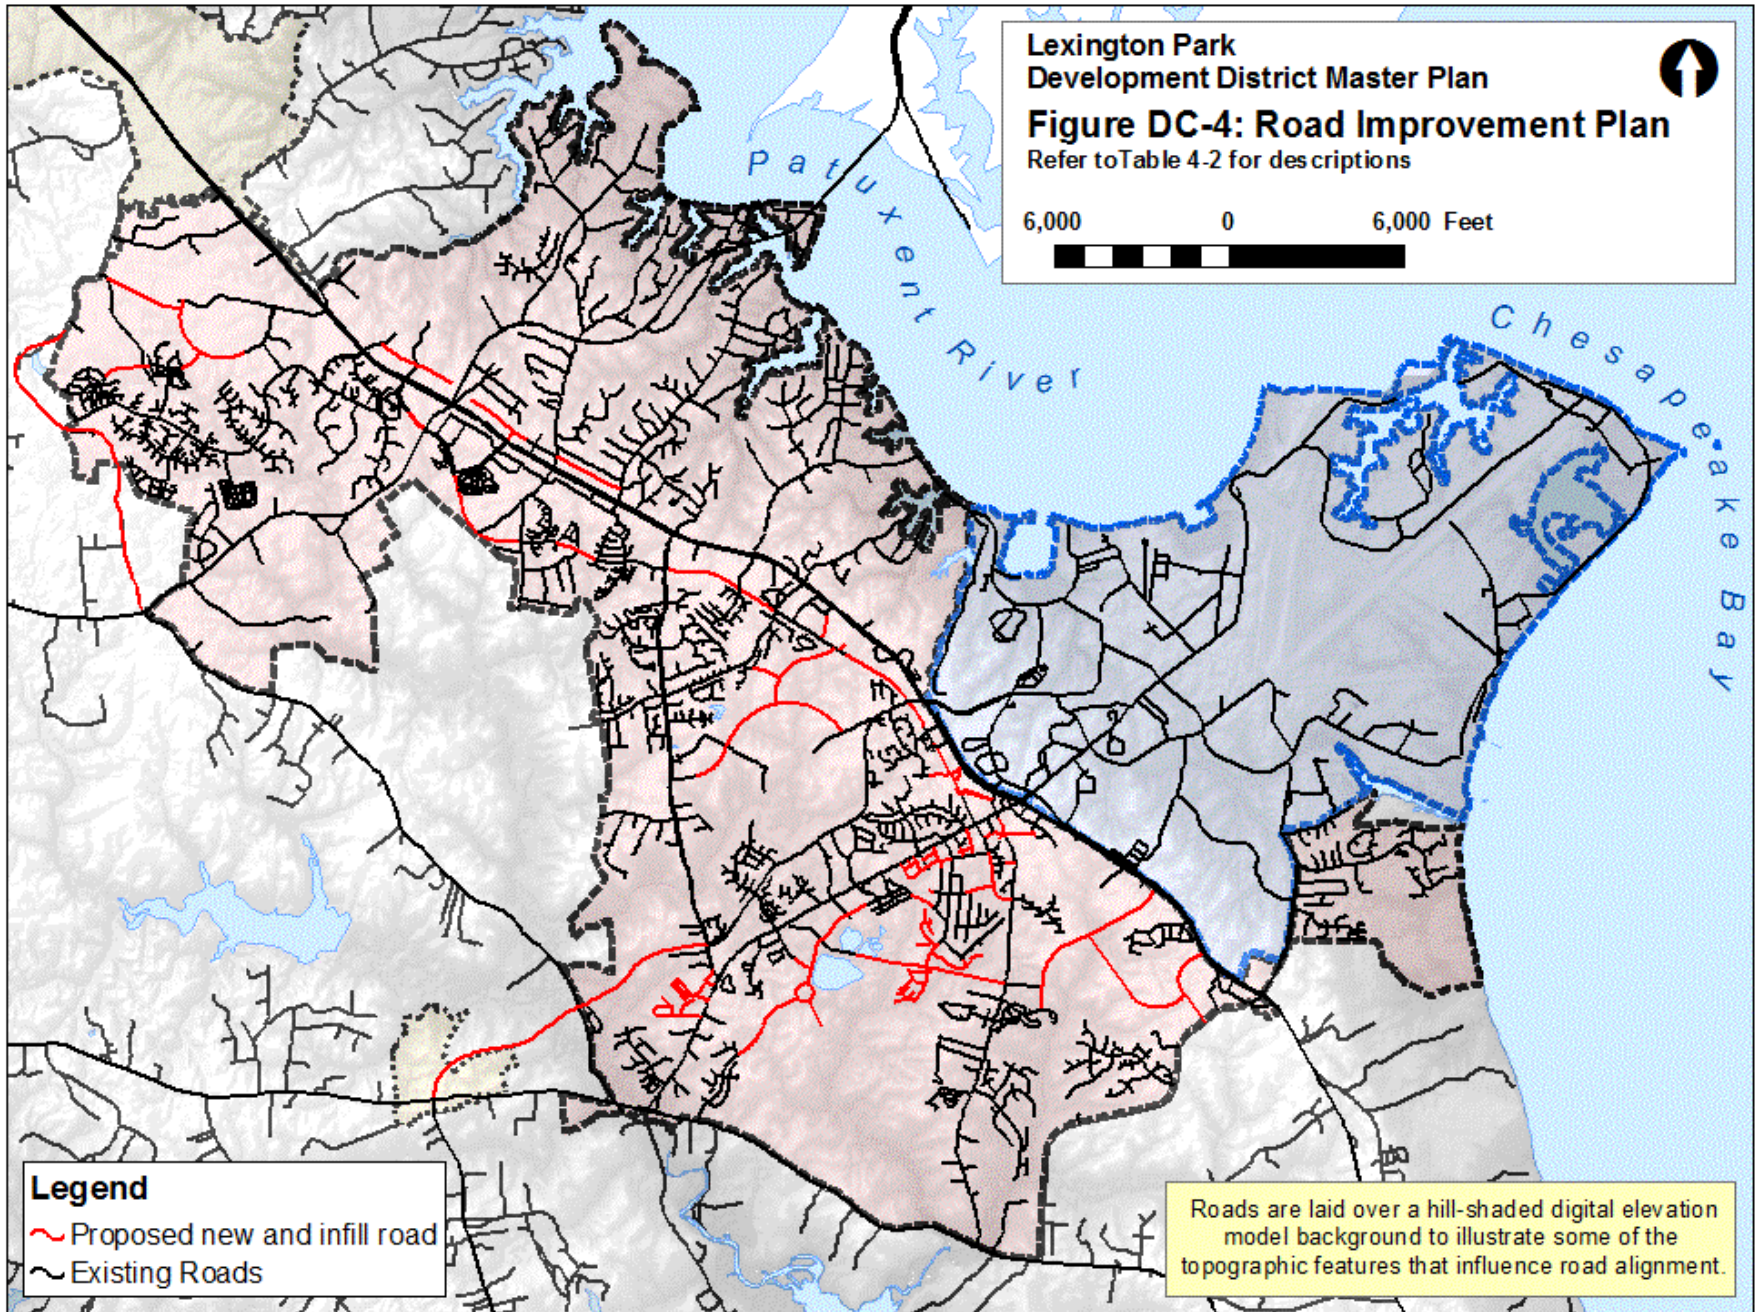 Lexington Park
Development District Master Plan
Figure DC-4: Road Improvement Plan
Refer toTable 4-2 for descriptions
6,000 0 6,000 Feet
Patuxent River
Chesapeake Bay
Legend
Proposed new and infill road
Existing Roads
Roads are laid over a hill-shaded digital elevation
model background to illustrate some of the
topographic features that influence road alignment.